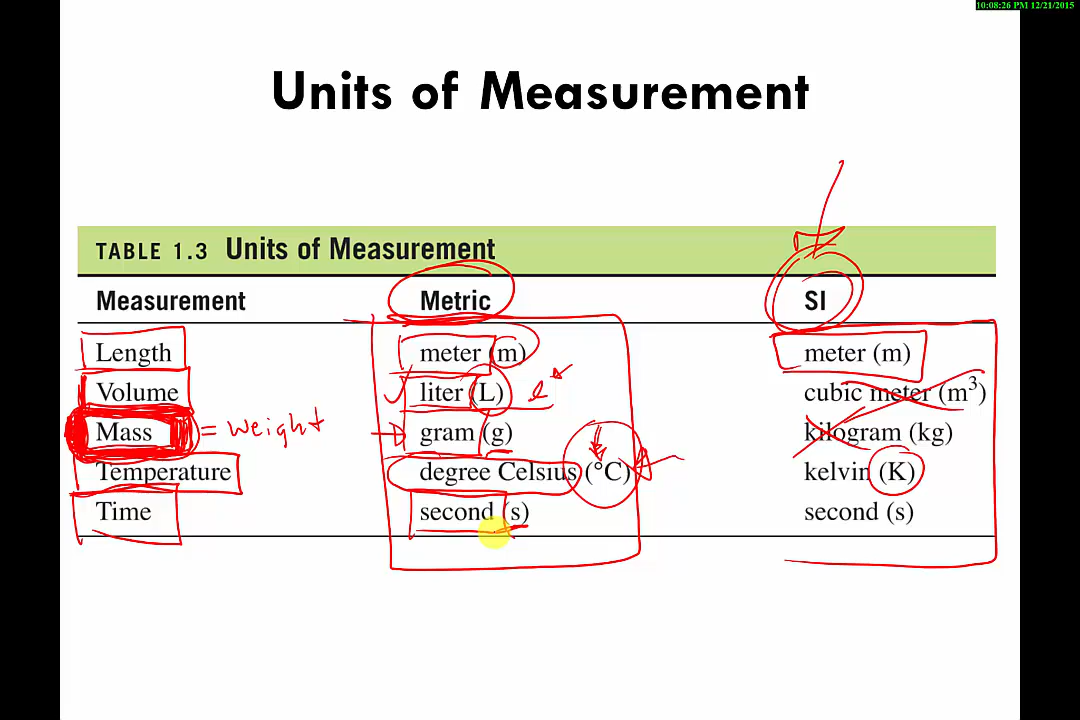 10:08:26 PM 12/21/2015
Units of Measurement
TABLE 1.3 Units of Measurement
Measurement Metric SI
Length meter (m) meter (m)
Volume liter (L) l cubic meter (m³)
Mass = Weight gram (g) kilogram (kg)
Temperature degree Celsius (°C) kelvin (K)
Time second (s) second (s)